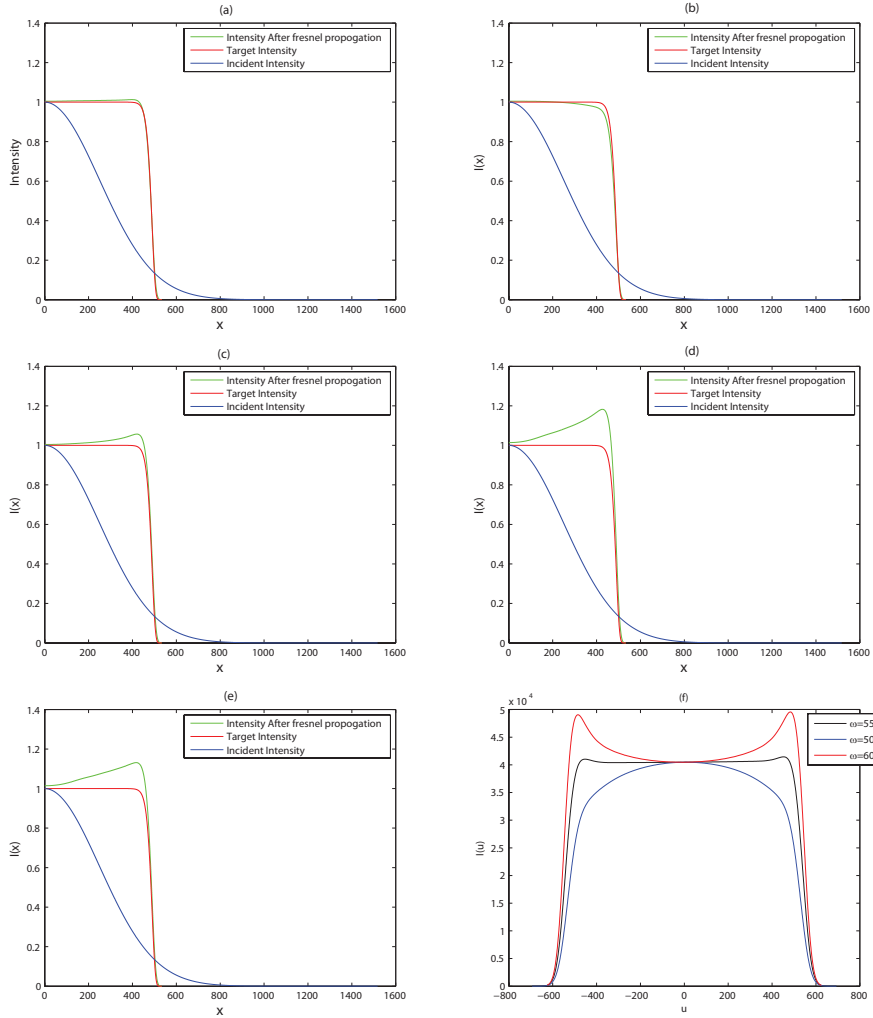 (a)
1.4
1.2
1
0.8
0.6
0.4
0.2
0
Intensity
Intensity After fresnel propogation
Target Intensity
Incident Intensity
0 200 400 600 800 1000 1200 1400 1600
x
(b)
1.4
1.2
1
0.8
0.6
0.4
0.2
0
I(x)
Intensity After fresnel propogation
Target Intensity
Incident Intensity
0 200 400 600 800 1000 1200 1400 1600
x
(c)
1.4
1.2
1
0.8
0.6
0.4
0.2
0
I(x)
Intensity After fresnel propogation
Target Intensity
Incident Intensity
0 200 400 600 800 1000 1200 1400 1600
x
(d)
1.4
1.2
1
0.8
0.6
0.4
0.2
0
I(x)
Intensity After fresnel propogation
Target Intensity
Incident Intensity
0 200 400 600 800 1000 1200 1400 1600
x
(e)
1.4
1.2
1
0.8
0.6
0.4
0.2
0
I(x)
Intensity After fresnel propogation
Target Intensity
Incident Intensity
0 200 400 600 800 1000 1200 1400 1600
x
(f)
x 10 4
5
4.5
4
3.5
3
2.5
2
1.5
1
0.5
0
I(u)
ω=55
ω=50
ω=60
−800 −600 −400 −200 0 200 400 600 800
u